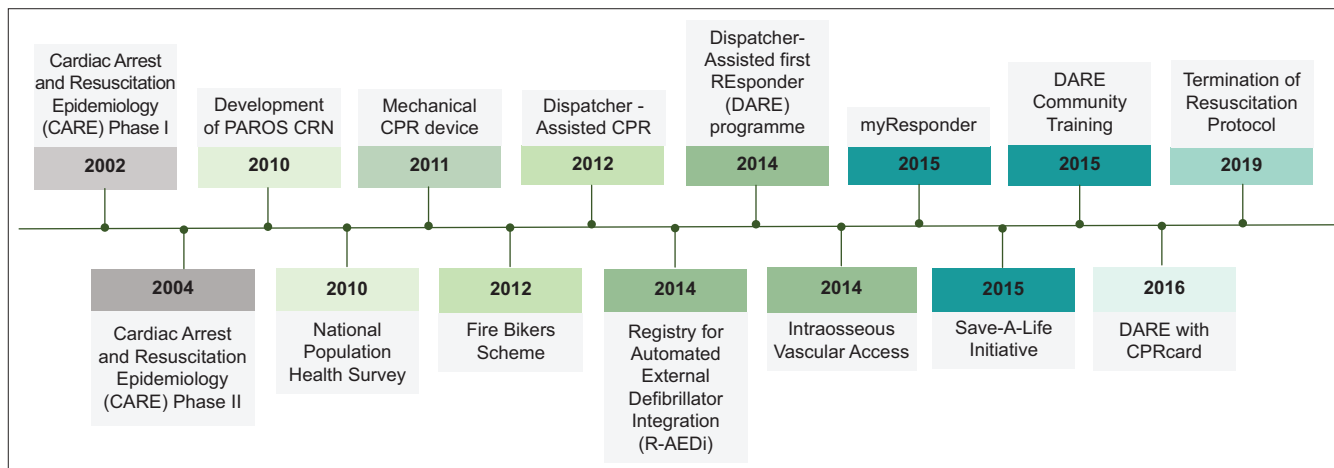 Cardiac Arrest
and Resuscitation
Epidemiology
(CARE) Phase I
2002
Development
of PAROS CRN
2010
Mechanical
CPR device
2011
Dispatcher -
Assisted CPR
2012
Dispatcher-
Assisted first
REsponder
(DARE)
programme
2014
myResponder
2015
DARE
Community
Training
2015
Termination of
Resuscitation
Protocol
2019
2004
Cardiac Arrest
and Resuscitation
Epidemiology
(CARE) Phase II
2010
National
Population
Health Survey
2012
Fire Bikers
Scheme
2014
Registry for
Automated
External
Defibrillator
Integration
(R-AEDi)
2014
Intraosseous
Vascular Access
2015
Save-A-Life
Initiative
2016
DARE with
CPRcard